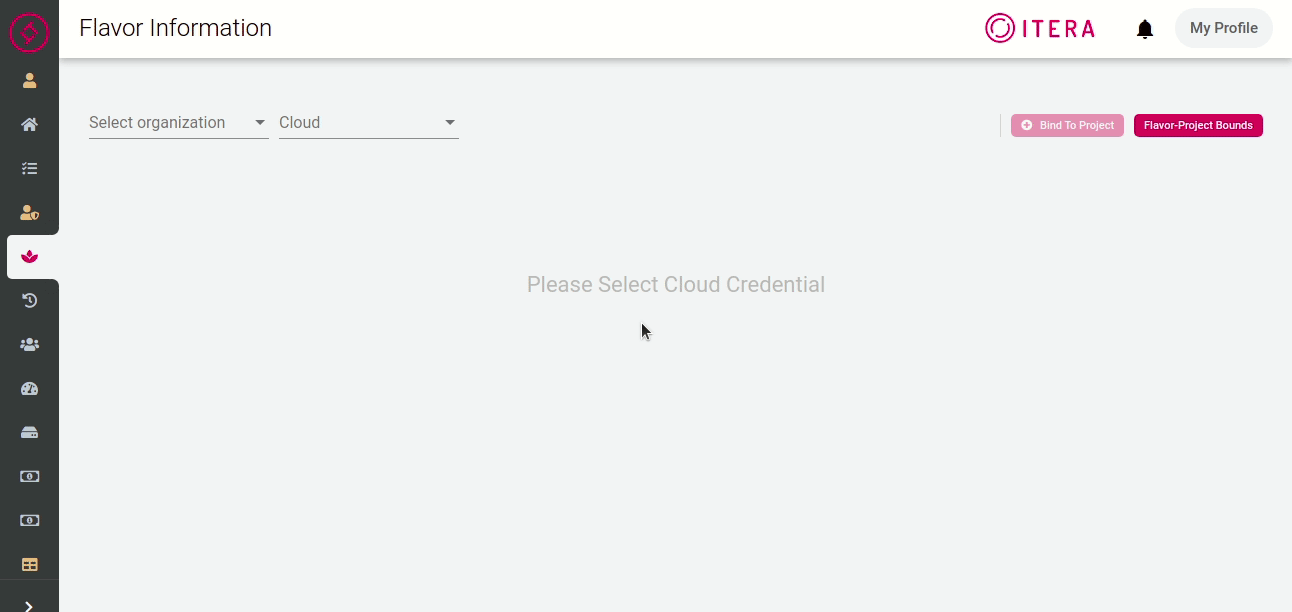 Flavor Information
ITERA
My Profile
Select organization
Cloud
Bind To Project
Flavor-Project Bounds
Please Select Cloud Credential